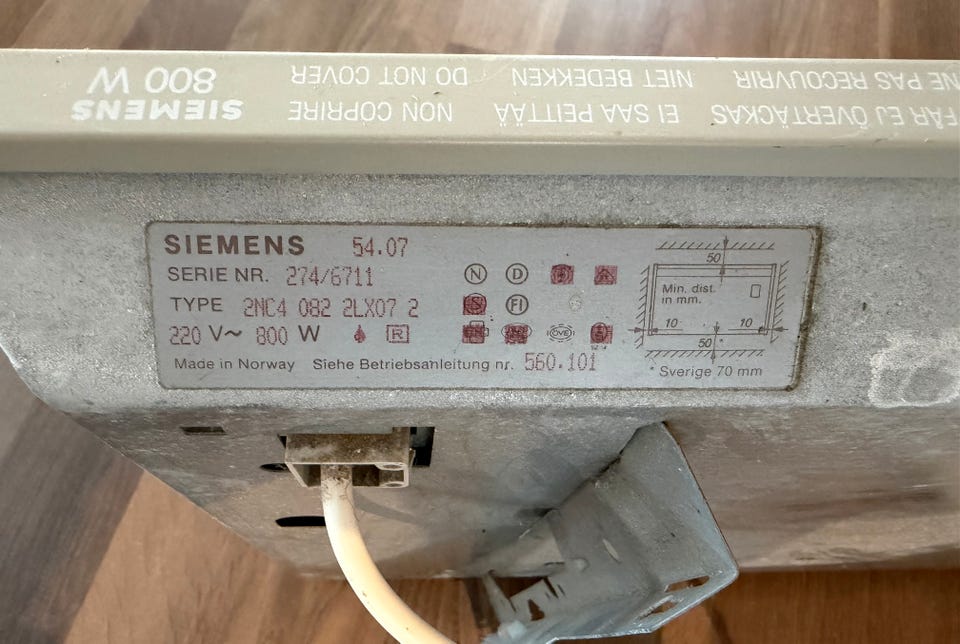 NE PAS RECOUVRIR NIET BEDEKKEN DO NOT COVER 800 W
FÅR EJ ÖVERTÄCKAS EI SAA PEITTÄÄ NON COPRIRE SIEMENS
SIEMENS 54.07
SERIE NR. 274/6711
TYPE 2NC4 082 2LX07 2
220 V~ 800 W R
Made in Norway Siehe Betriebsanleitung nr. 560.101
N D
FI
ÖVE
50
Min. dist.
in mm.
10 10
50
* Sverige 70 mm